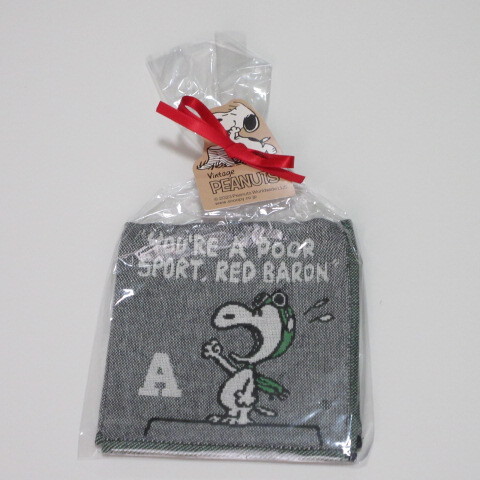 Vintage
PEANUTS
"YOU'RE A POOR
SPORT, RED BARON"
A